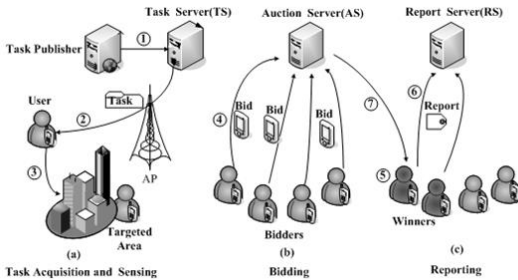 Task Server(TS)
Auction Server(AS)
Report Server(RS)
Task Publisher
1
User
2
Task
3
AP
Targeted
Area
4
Bid
Bid
Bid
7
Bidders
6
Report
5
Winners
(a)
(b)
(c)
Task Acquisition and Sensing
Bidding
Reporting